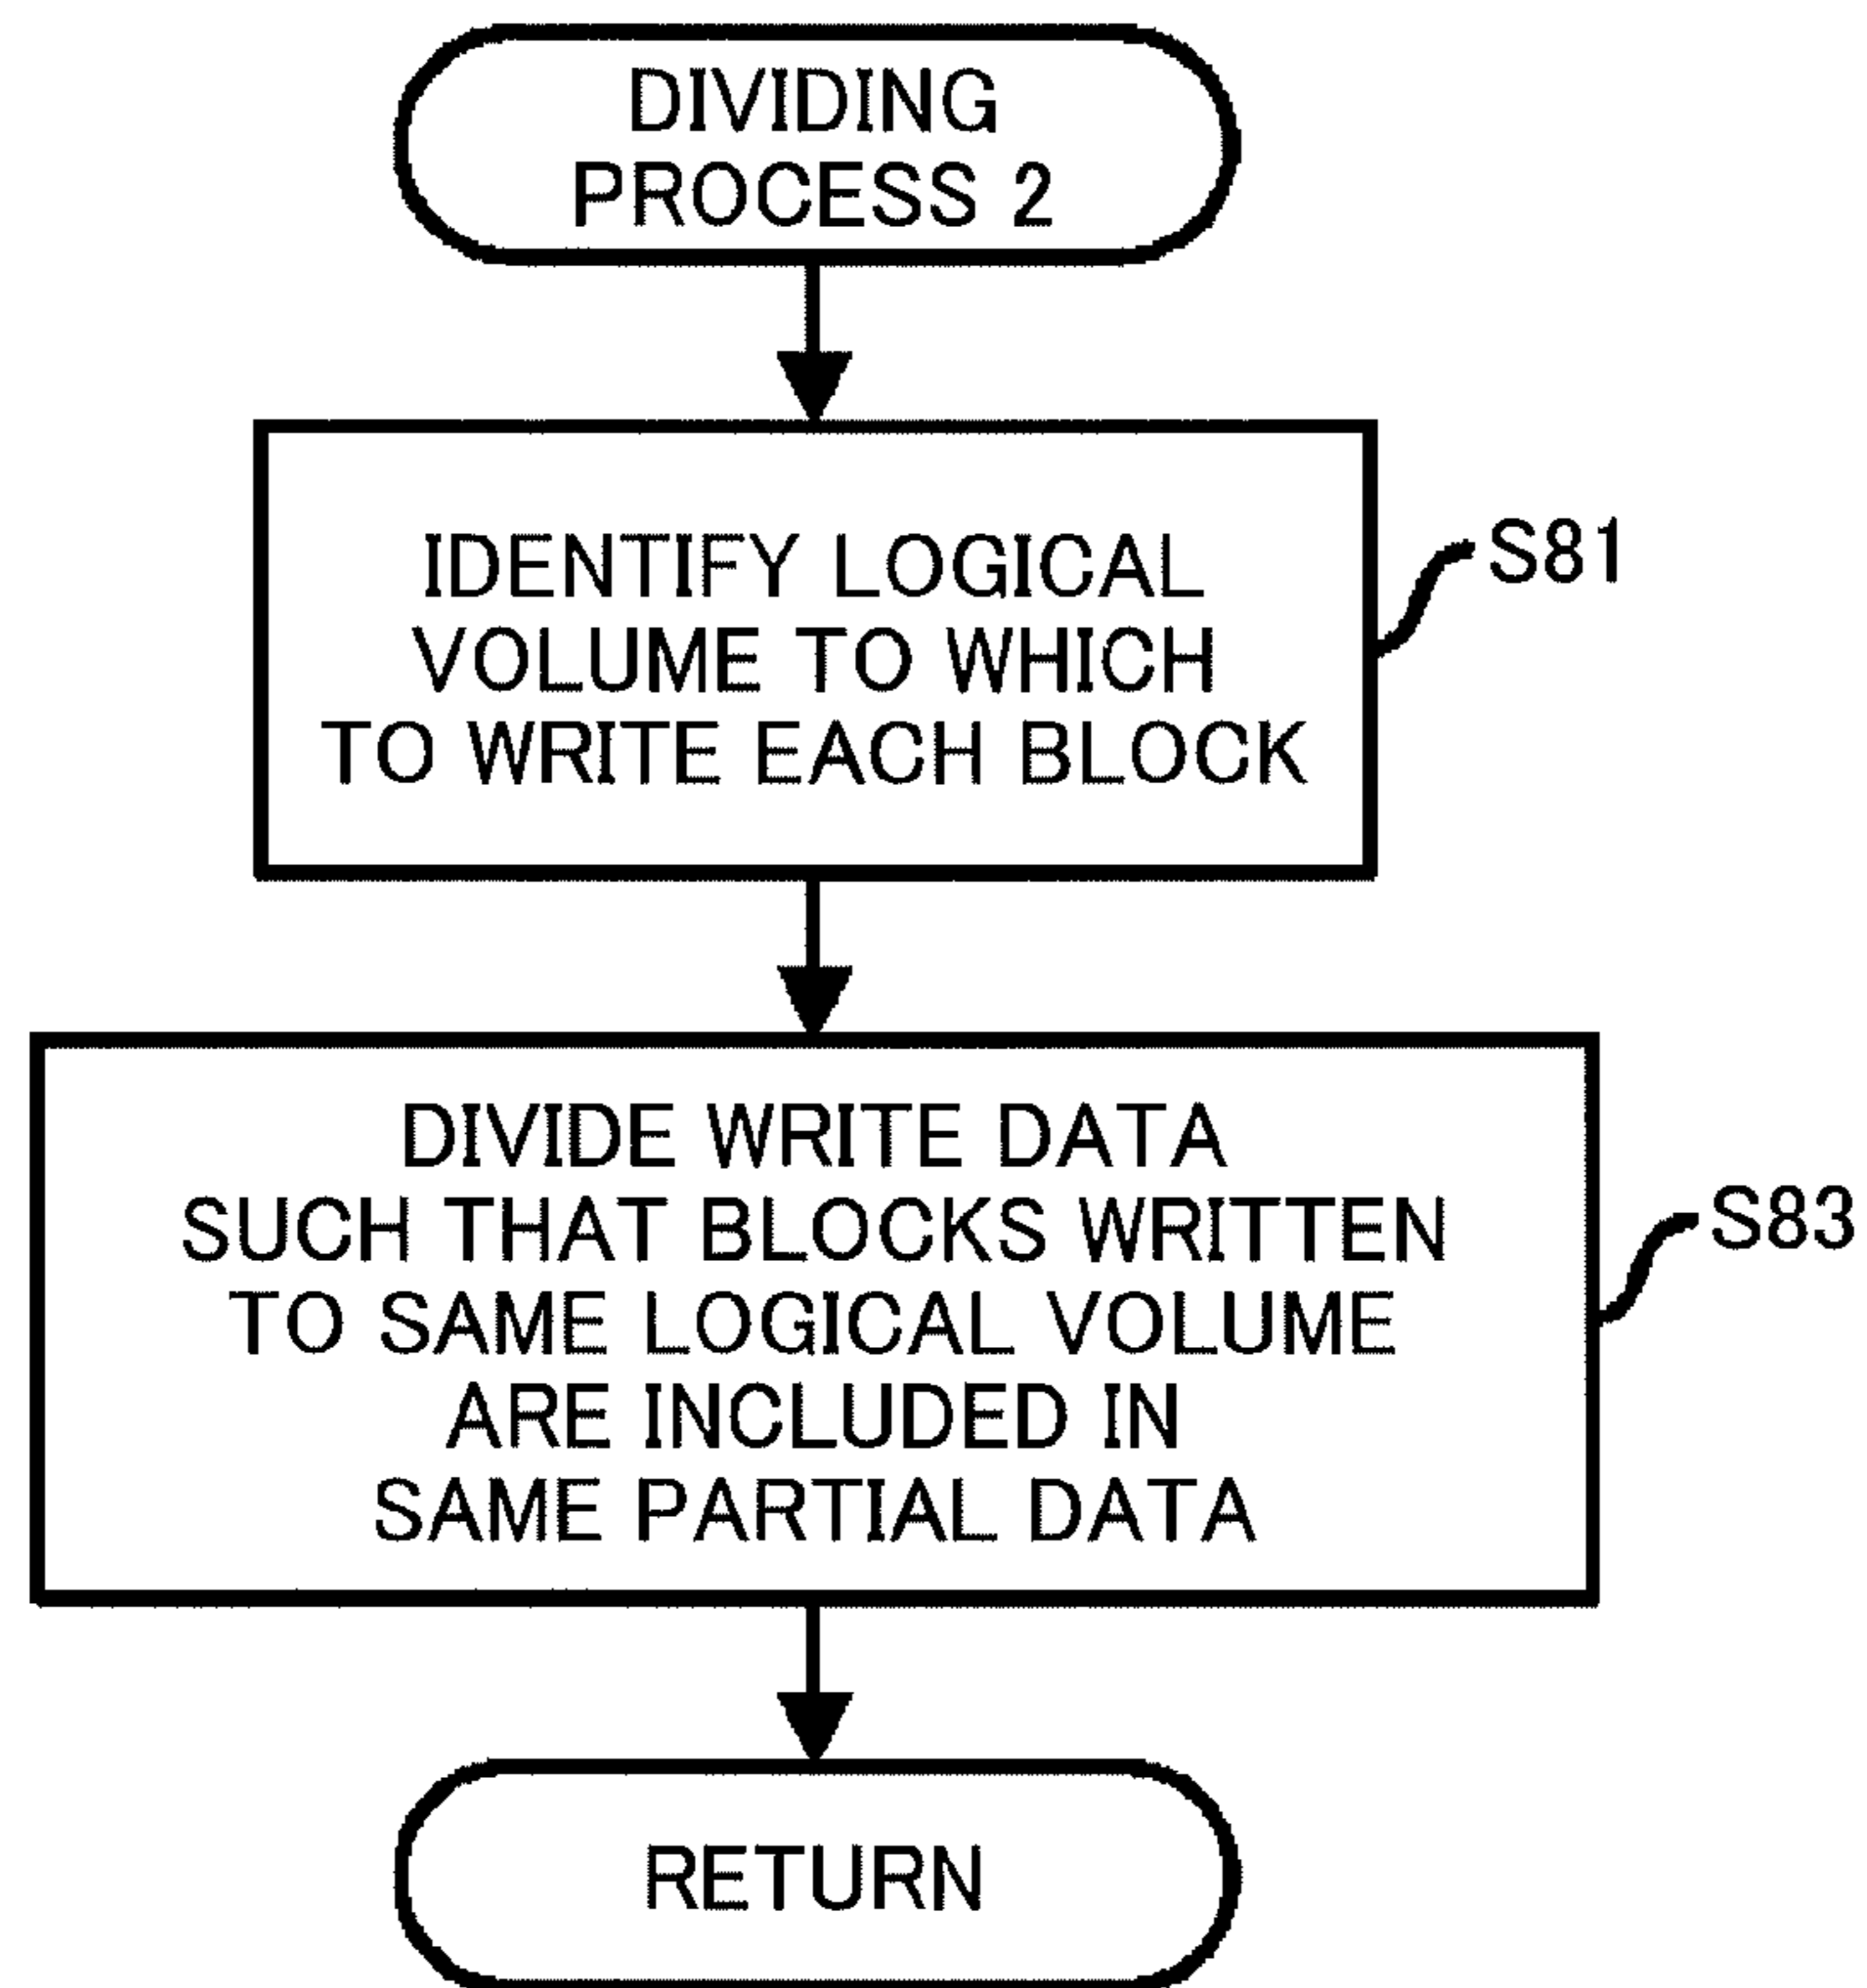 DIVIDING
PROCESS 2
IDENTIFY LOGICAL
VOLUME TO WHICH
TO WRITE EACH BLOCK
S81
DIVIDE WRITE DATA
SUCH THAT BLOCKS WRITTEN
TO SAME LOGICAL VOLUME
ARE INCLUDED IN
SAME PARTIAL DATA
S83
RETURN